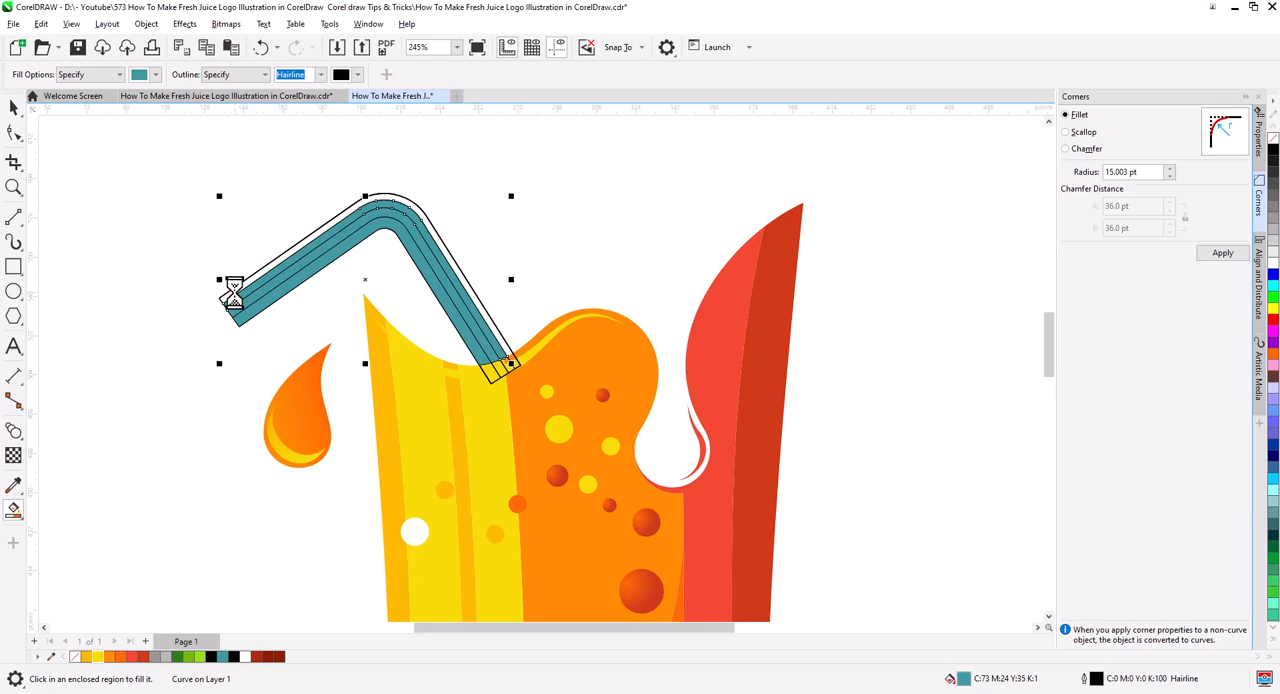 CorelDRAW - D:\- Youtube\573 How To Make Fresh Juice Logo Illustration in CorelDraw  Corel draw Tips & Tricks\How To Make Fresh Juice Logo Illustration in CorelDraw.cdr*
File Edit View Layout Object Effects Bitmaps Text Table Tools Window Help
PDF 245% Snap To Launch
Fill Options: Specify Outline: Specify Hairline
Welcome Screen How To Make Fresh Juice Logo Illustration in CorelDraw.cdr* How To Make Fresh J..*
Corners
Fillet
Scallop
Chamfer
Radius: 15.003 pt
Chamfer Distance
A: 36.0 pt
B: 36.0 pt
Apply
Properties
Corners
Align and Distribute
Artistic Media
When you apply corner properties to a non-curve
object, the object is converted to curves.
1 of 1 Page 1
Click in an enclosed region to fill it. Curve on Layer 1 C:73 M:24 Y:35 K:1 C:0 M:0 Y:0 K:100 Hairline